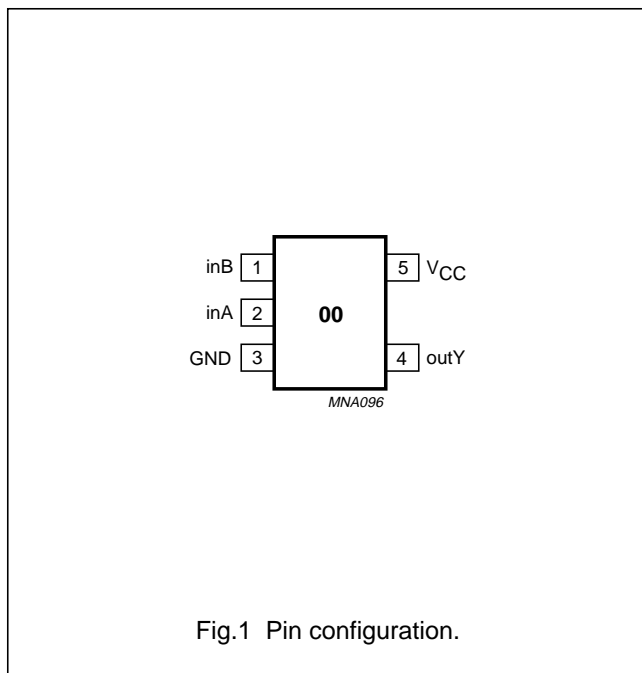 inB 1 5 VCC
inA 2 00
GND 3 4 outY
MNA096
Fig.1 Pin configuration.